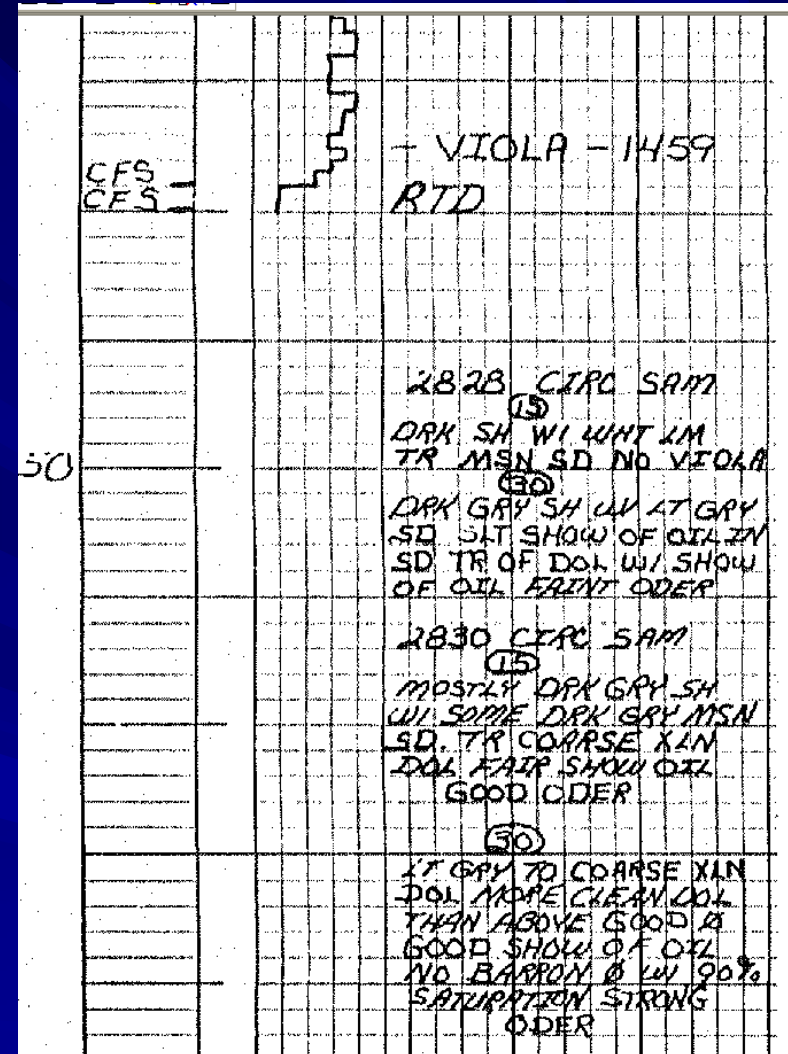 - VIOLA - 1459
CFS
CFS
RTD
2828 CIRC SAM
15
DRK SH W/ WHT LM
TR MSN SD NO VIOLA
50
30
DRK GRY SH W/ LT GRY
SD SLT SHOW OF OIL IN
SD TR OF DOL W/ SHOW
OF OIL FAINT ODER
2830 CIRC SAM
15
MOSTLY DRK GRY SH
W/ SOME DRK GRY MSN
SD. TR COARSE XLN
DOL FAIR SHOW OIL
GOOD ODER
30
LT GRY TO COARSE XLN
DOL MORE CLEAN DOL
THAN ABOVE GOOD Ø
GOOD SHOW OF OIL
NO BARRON Ø W/ 90%
SATURATION STRONG
ODER